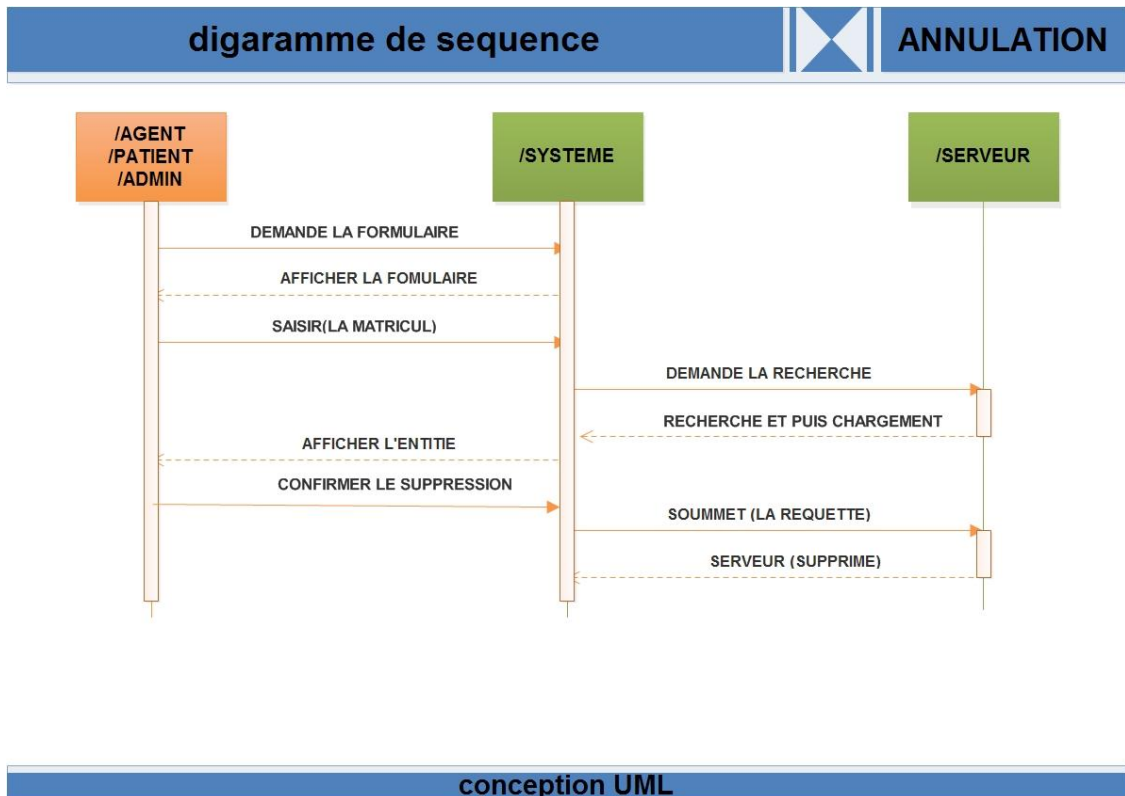 digaramme de sequence
ANNULATION
/AGENT
/PATIENT
/ADMIN
/SYSTEME
/SERVEUR
DEMANDE LA FORMULAIRE
AFFICHER LA FOMULAIRE
SAISIR(LA MATRICUL)
DEMANDE LA RECHERCHE
RECHERCHE ET PUIS CHARGEMENT
AFFICHER L'ENTITIE
CONFIRMER LE SUPPRESSION
SOUMMET (LA REQUETTE)
SERVEUR (SUPPRIME)
conception UML